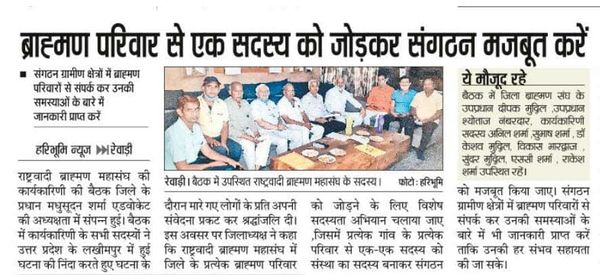 ब्राह्मण परिवार से एक सदस्य को जोड़कर संगठन मजबूत करें
■ संगठन ग्रामीण क्षेत्रों में ब्राह्मण
परिवारों से संपर्क कर उनकी
समस्याओं के बारे में
जानकारी प्राप्त करें
हरिभूमि न्यूज ▶▶ रेवाड़ी
राष्ट्रवादी ब्राह्मण महासंघ की
कार्यकारिणी की बैठक जिले के
प्रधान मधुसूदन शर्मा एडवोकेट
की अध्यक्षता में संपन्न हुई। बैठक
में कार्यकारिणी के सभी सदस्यों ने
उत्तर प्रदेश के लखीमपुर में हुई
घटना की निंदा करते हुए घटना के
रेवाड़ी। बैठक में उपस्थित राष्ट्रवादी ब्राह्मण महासंघ के सदस्य। फोटो : हरिभूमि
दौरान मारे गए लोगों के प्रति अपनी
संवेदना प्रकट कर श्रद्धांजलि दी।
इस अवसर पर जिलाध्यक्ष ने कहा
कि राष्ट्रवादी ब्राह्मण महासंघ में
जिले के प्रत्येक ब्राह्मण परिवार
को जोड़ने के लिए विशेष
सदस्यता अभियान चलाया जाए
,जिसमें प्रत्येक गांव के प्रत्येक
परिवार से एक-एक सदस्य को
संस्था का सदस्य बनाकर संगठन
ये मौजूद रहे
बैठक में जिला ब्राह्मण संघ के
उपप्रधान दीपक मुद्गिल ,उपप्रधान
श्योताज नंबरदार, कार्यकारिणी
सदस्य अनिल शर्मा सुभाष शर्मा, डॉ
केशव मुद्गिल, विकास भारद्वाज ,
सुंदर मुद्गिल, एससी शर्मा, राकेश
शर्मा उपस्थित रहे।
को मजबूत किया जाए। संगठन
ग्रामीण क्षेत्रों में ब्राह्मण परिवारों से
संपर्क कर उनकी समस्याओं के
बारे में भी जानकारी प्राप्त करें
ताकि उनकी हर संभव सहायता
की जा सके।